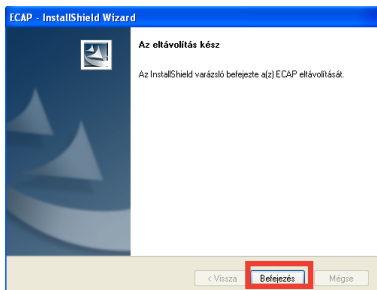 ECAP - InstallShield Wizard
Az eltávolítás kész
Az InstallShield varázsló befejezte a(z) ECAP eltávolítását.
< Vissza
Befejezés
Mégse